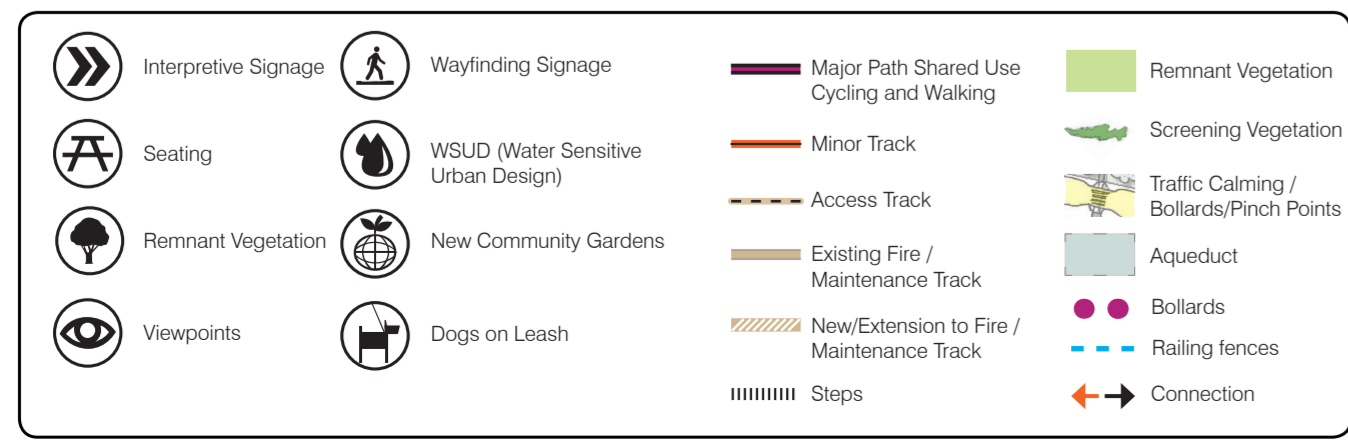 Interpretive Signage
Seating
Remnant Vegetation
Viewpoints
Wayfinding Signage
WSUD (Water Sensitive
Urban Design)
New Community Gardens
Dogs on Leash
Major Path Shared Use
Cycling and Walking
Minor Track
Access Track
Existing Fire /
Maintenance Track
New/Extension to Fire /
Maintenance Track
Steps
Remnant Vegetation
Screening Vegetation
Traffic Calming /
Bollards/Pinch Points
Aqueduct
Bollards
Railing fences
Connection